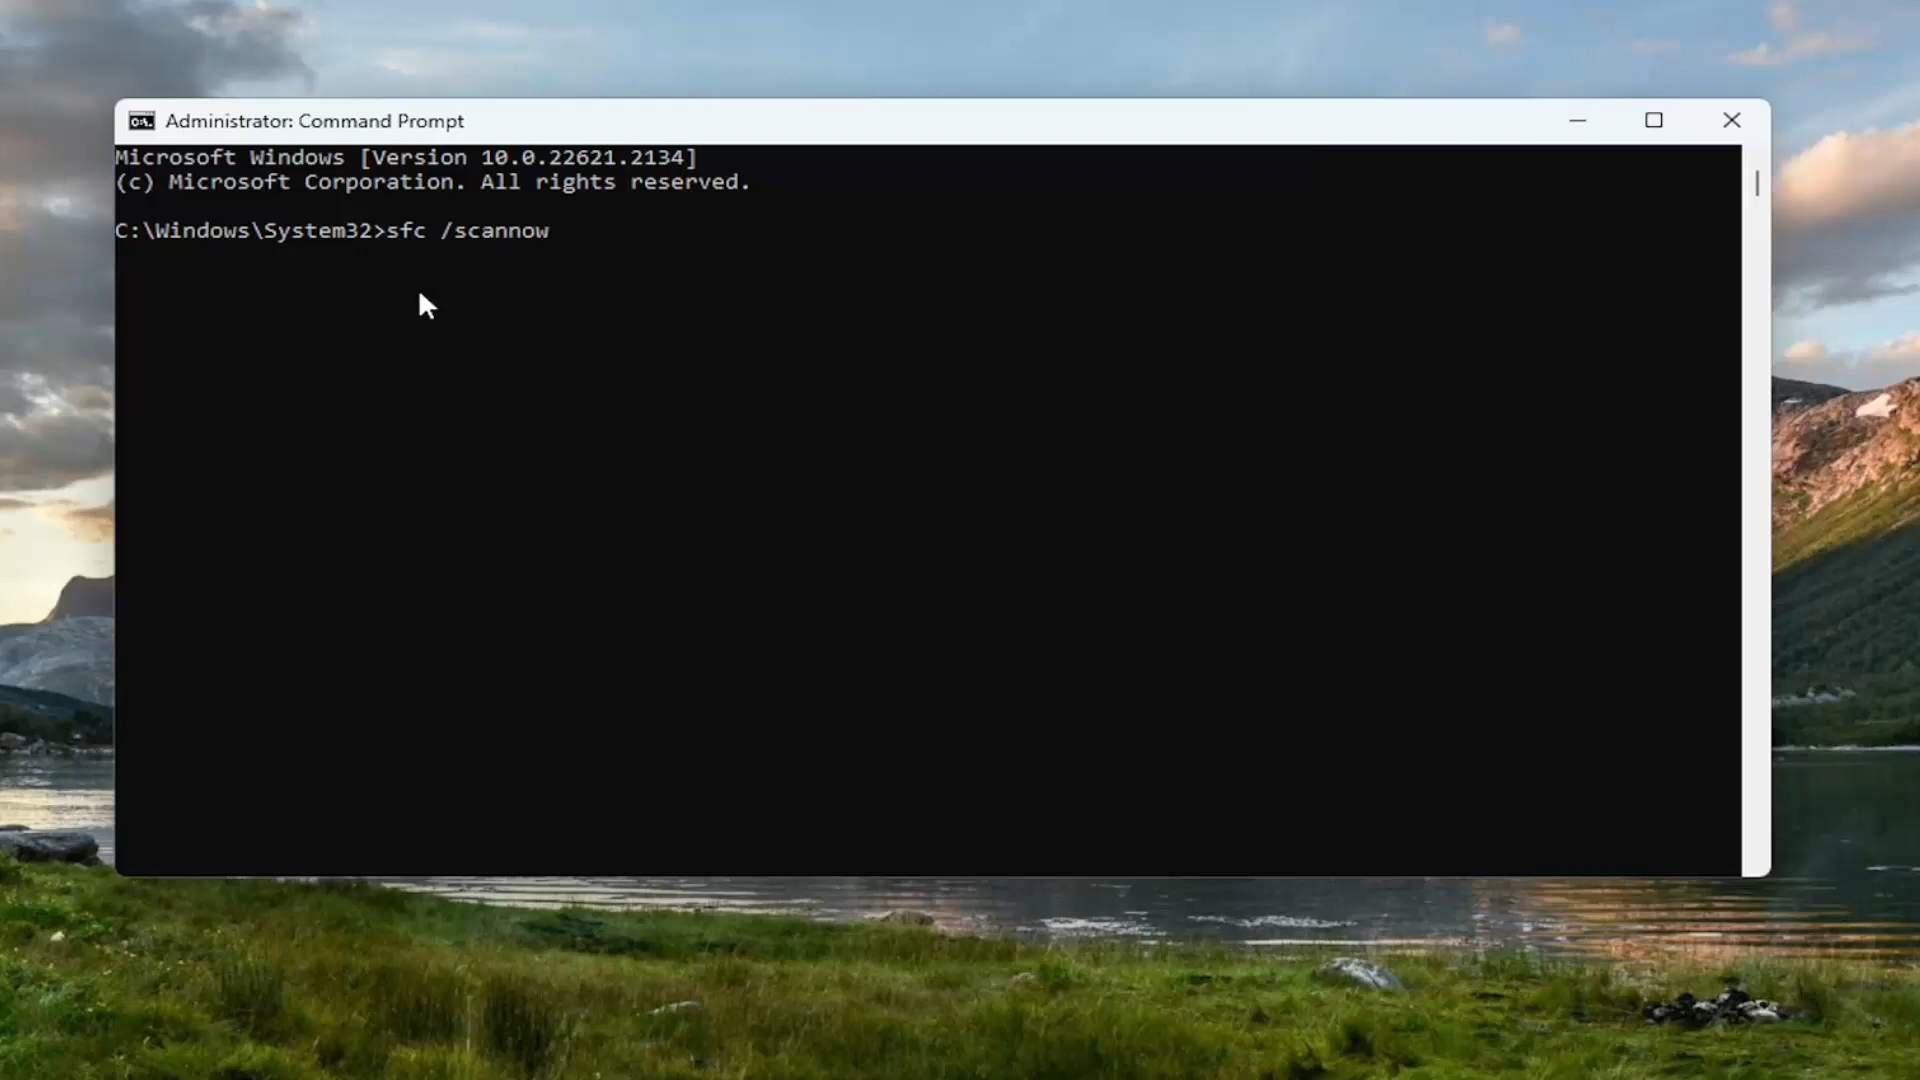 Administrator: Command Prompt
Microsoft Windows [Version 10.0.22621.2134]
(c) Microsoft Corporation. All rights reserved.
C:\Windows\System32>sfc /scannow